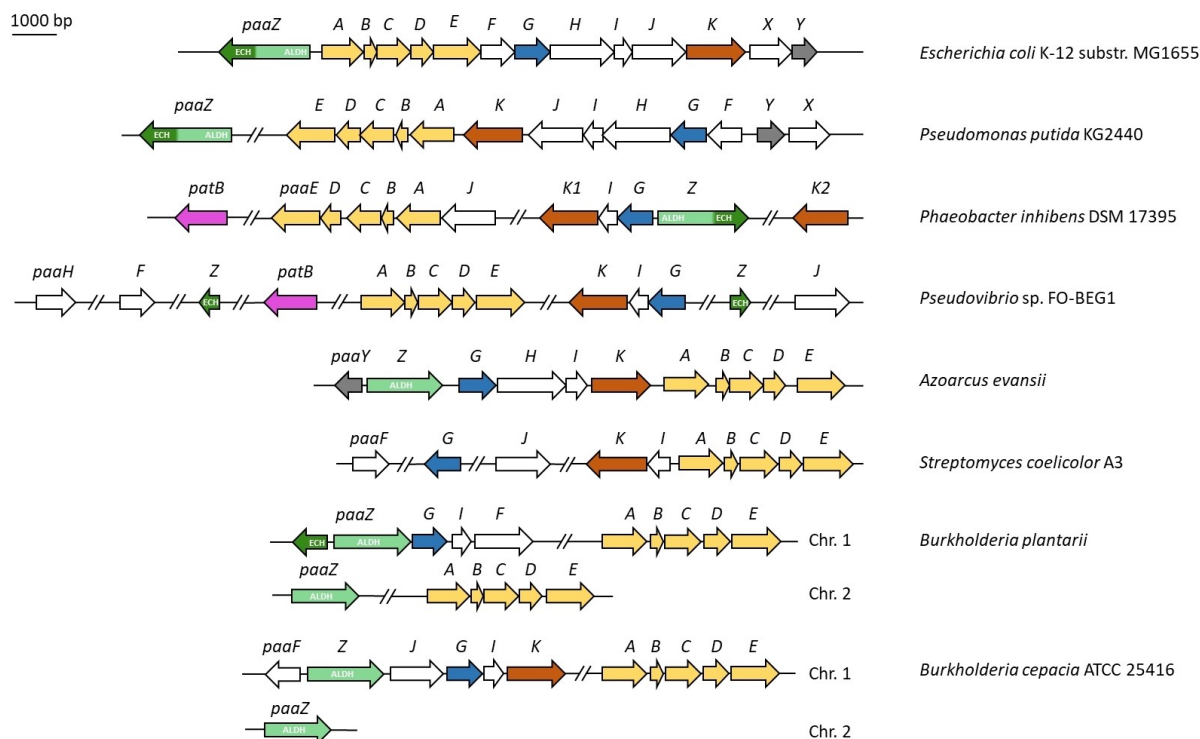 1000 bp
paaZ A B C D E F G H I J K X Y
ECH ALDH
Escherichia coli K-12 substr. MG1655
paaZ E D C B A K J I H G F Y X
ECH ALDH
Pseudomonas putida KG2440
patB paaE D C B A J K1 I G Z K2
ALDH ECH
Phaeobacter inhibens DSM 17395
paaH F Z patB A B C D E K I G Z J
ECH ECH
Pseudovibrio sp. FO-BEG1
paaY Z G H I K A B C D E
ALDH
Azoarcus evansii
paaF G J K I A B C D E
Streptomyces coelicolor A3
paaZ G I F A B C D E
ECH ALDH
Chr. 1
Burkholderia plantarii
paaZ A B C D E
ALDH
Chr. 2
paaF Z J G I K A B C D E
ALDH
Chr. 1
Burkholderia cepacia ATCC 25416
paaZ
ALDH
Chr. 2